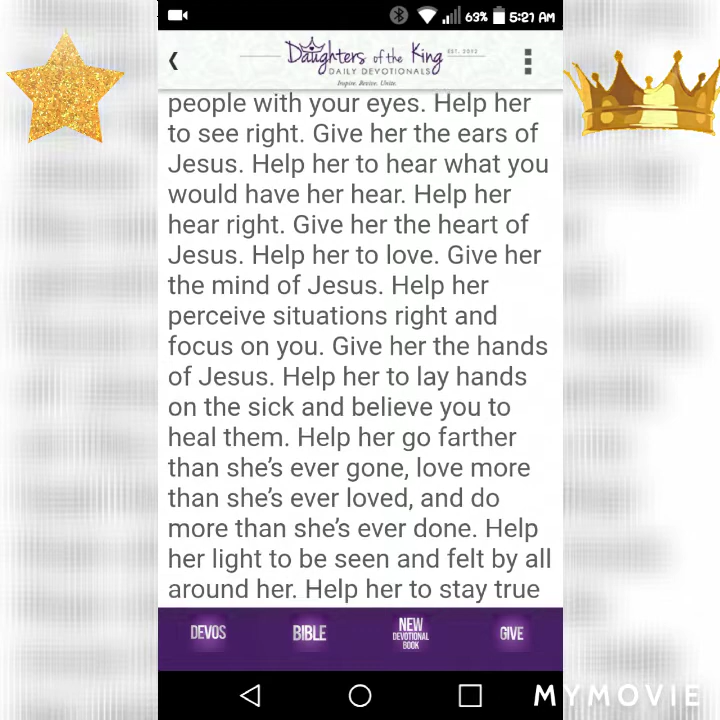 63% 5:21 AM
Daughters of the King
EST. 2012
DAILY DEVOTIONALS
Inspire. Revive. Unite.
people with your eyes. Help her
to see right. Give her the ears of
Jesus. Help her to hear what you
would have her hear. Help her
hear right. Give her the heart of
Jesus. Help her to love. Give her
the mind of Jesus. Help her
perceive situations right and
focus on you. Give her the hands
of Jesus. Help her to lay hands
on the sick and believe you to
heal them. Help her go farther
than she’s ever gone, love more
than she’s ever loved, and do
more than she’s ever done. Help
her light to be seen and felt by all
around her. Help her to stay true
DEVOS
BIBLE
NEW
DEVOTIONAL
BOOK
GIVE
MYMOVIE